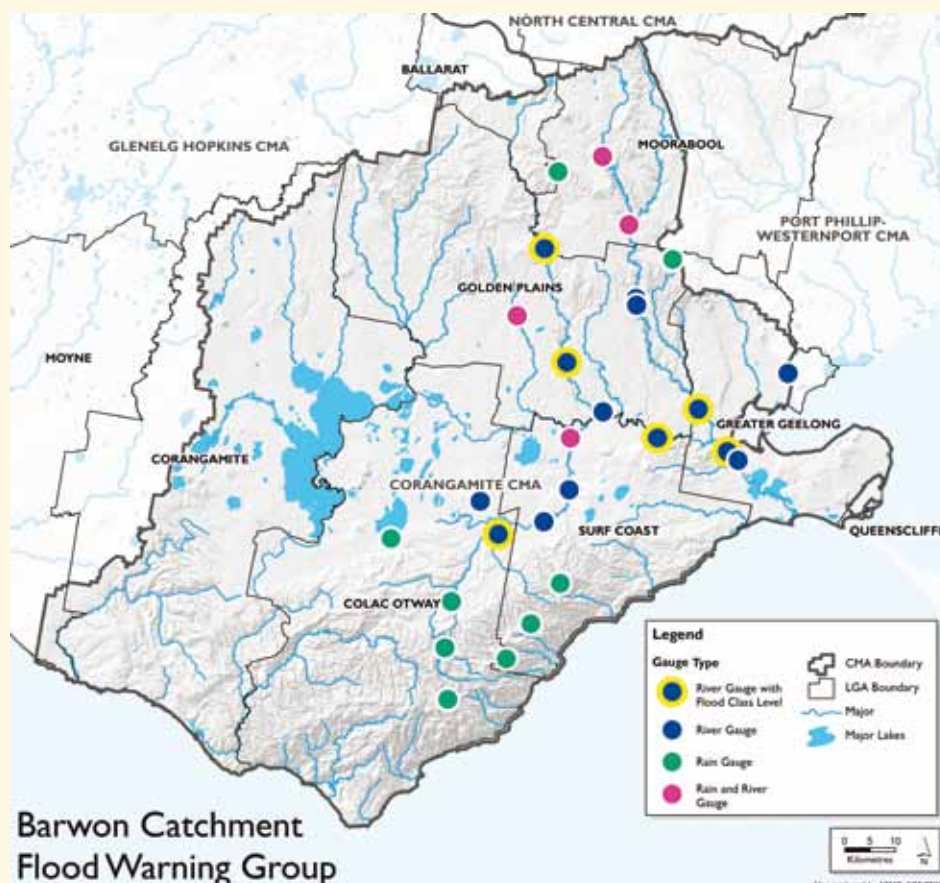 NORTH CENTRAL CMA
BALLARAT
GLENELG HOPKINS CMA
MOORABOOL
PORT PHILLIP-
WESTERNPORT CMA
GOLDEN PLAINS
MOYNE
GREATER GEELONG
CORANGAMITE
CORANGAMITE CMA
SURF COAST
QUEENSCLIFFE
COLAC OTWAY
Legend
Gauge Type
River Gauge with
Flood Class Level
River Gauge
Rain Gauge
Rain and River
Gauge
CMA Boundary
LGA Boundary
Major
Major Lakes
Barwon Catchment
Flood Warning Group
0 5 10
Kilometres
N